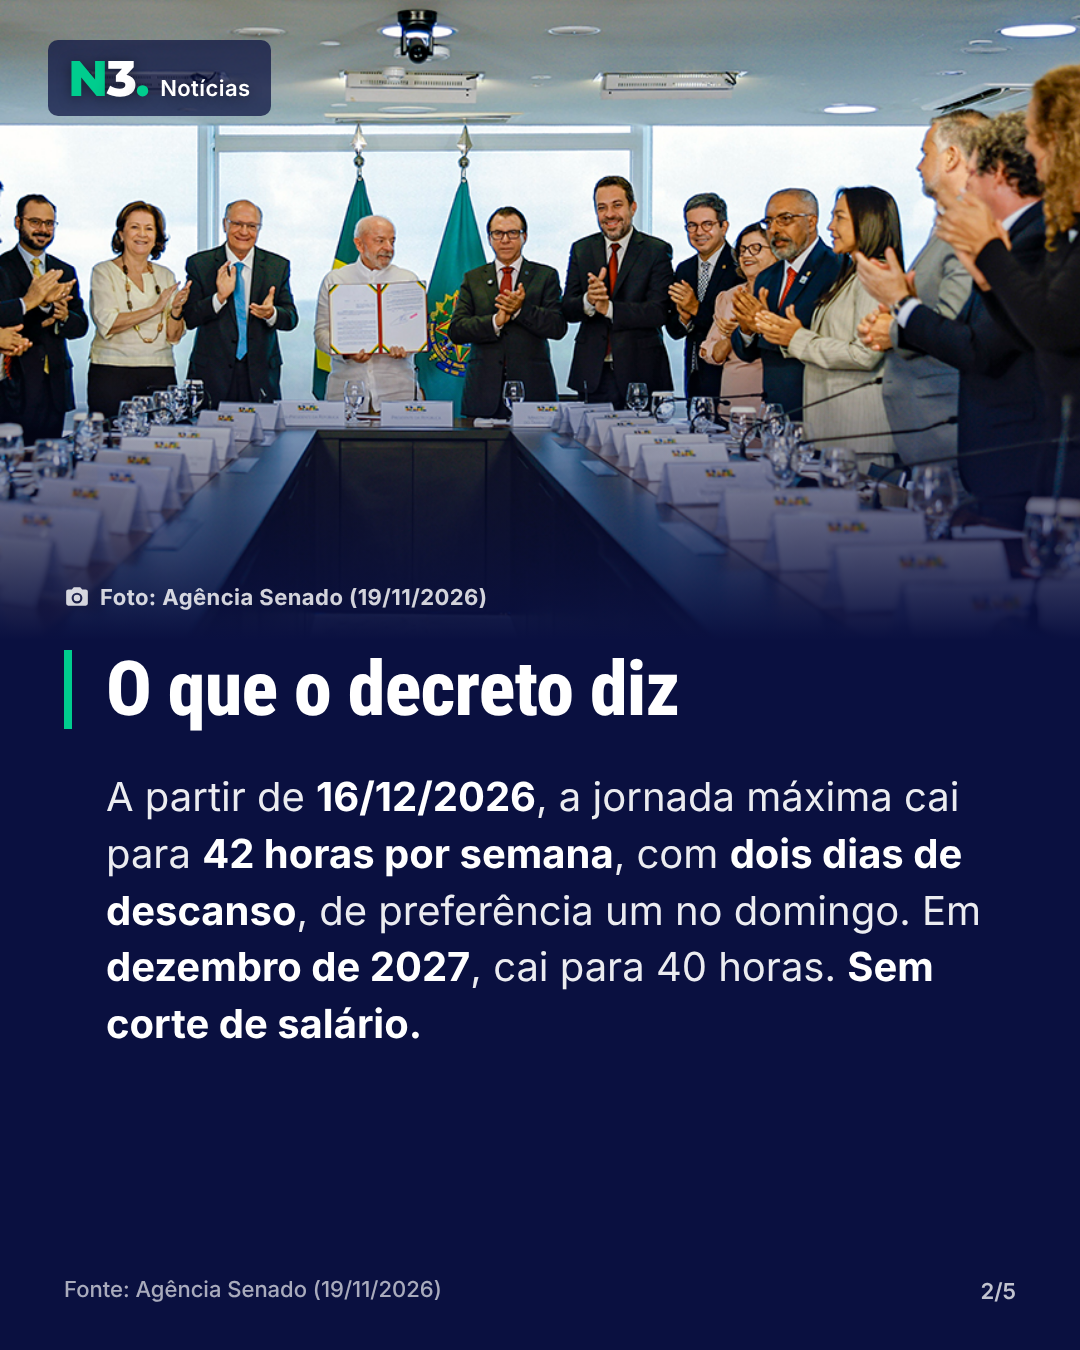 N3. Notícias
Foto: Agência Senado (19/11/2026)
O que o decreto diz
A partir de 16/12/2026, a jornada máxima cai
para 42 horas por semana, com dois dias de
descanso, de preferência um no domingo. Em
dezembro de 2027, cai para 40 horas. Sem
corte de salário.
Fonte: Agência Senado (19/11/2026)
2/5